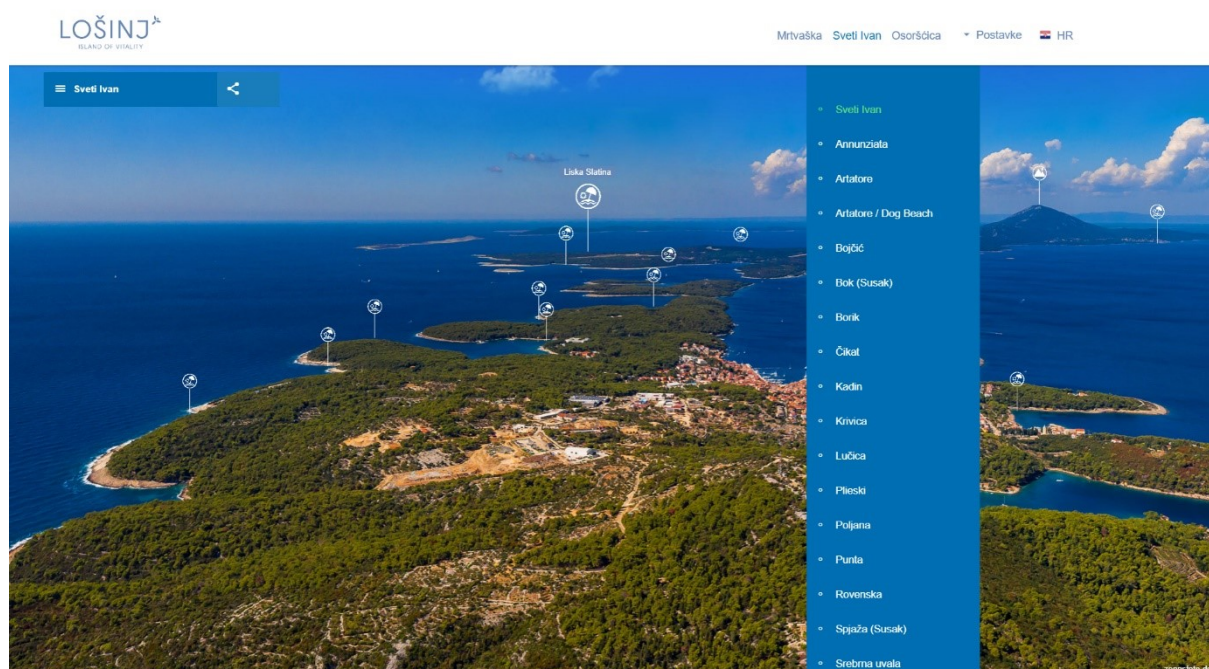 LOŠINJ
ISLAND OF VITALITY
Mrtvaška Sveti Ivan Osoršćica Postavke HR
Sveti Ivan
Liska Slatina
Sveti Ivan
Annunziata
Artatore
Artatore / Dog Beach
Bojčić
Bok (Susak)
Borik
Čikat
Kadin
Krivica
Lučica
Plieski
Poljana
Punta
Rovenska
Spjaža (Susak)
Srebrna uvala